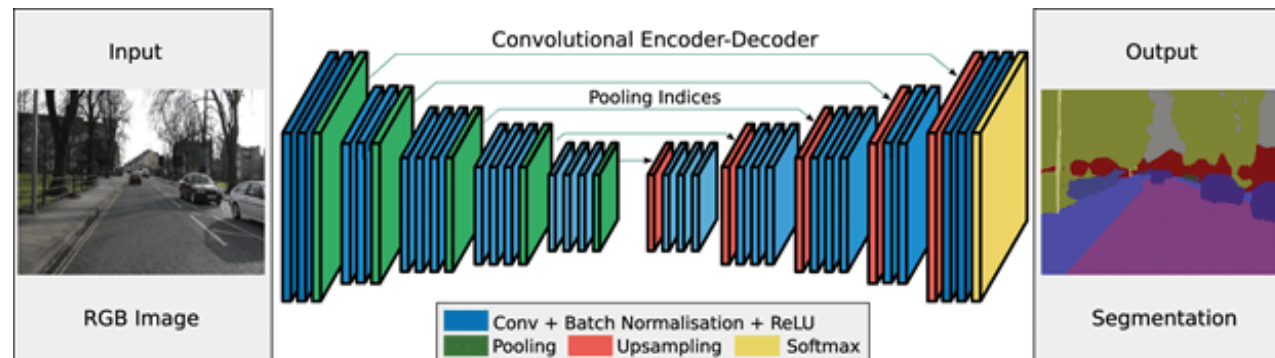 Input
RGB Image
Convolutional Encoder-Decoder
Pooling Indices
Conv + Batch Normalisation + ReLU
Pooling Upsampling Softmax
Output
Segmentation